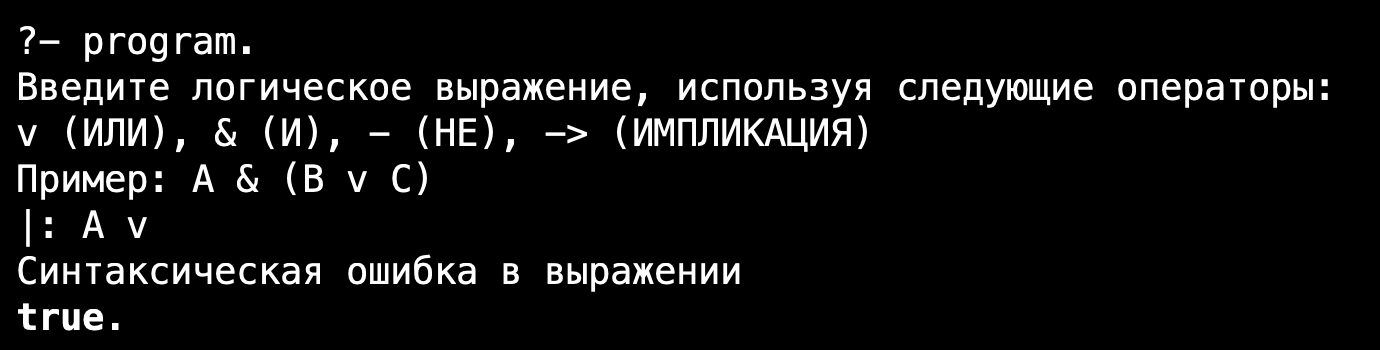 ?- program.
Введите логическое выражение, используя следующие операторы:
v (ИЛИ), & (И), - (НЕ), -> (ИМПЛИКАЦИЯ)
Пример: A & (B v C)
|: A v
Синтаксическая ошибка в выражении
true.